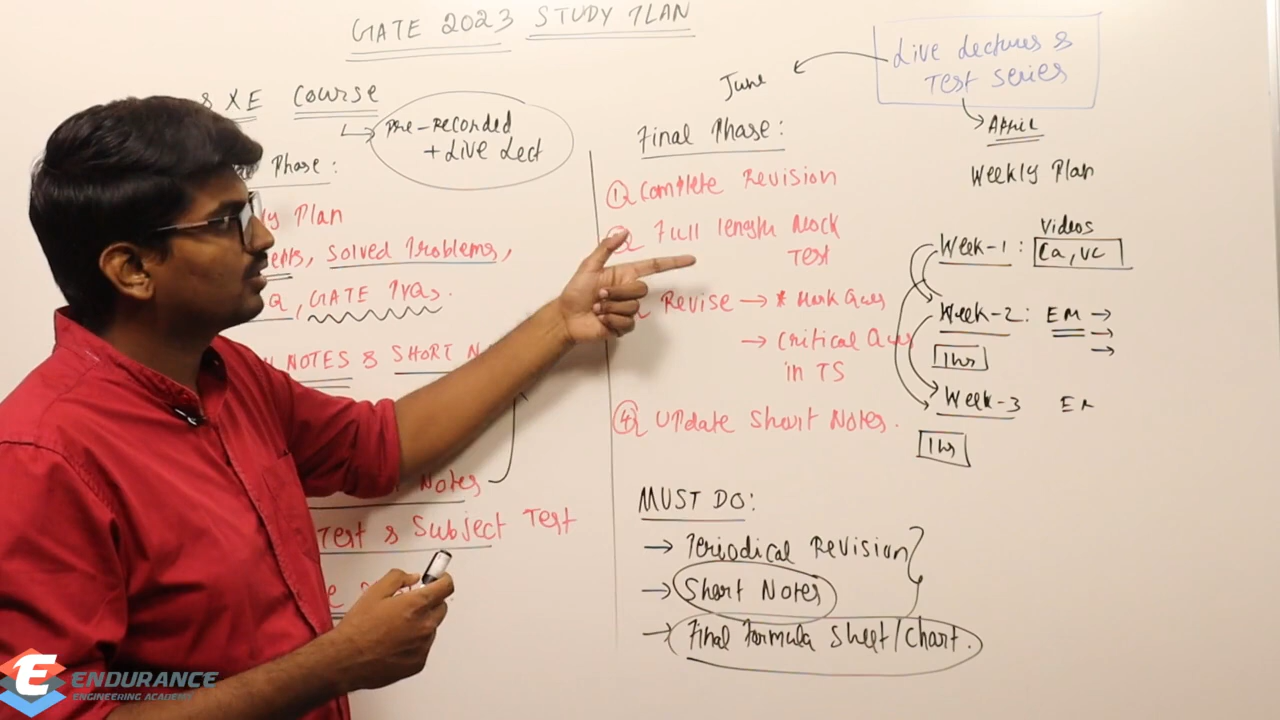 GATE 2023 STUDY PLAN
& XE COURSE
Pre-recorded
+ Live Lect
Phase:
ly Plan
ents, Solved Problems,
Q, GATE PYQs.
NOTES & SHORT
Notes
Test & Subject Test
Live Lectures &
Test Series
June
April
Final Phase:
① Complete Revision
Full length Mock
Test
Revise → * Mark Ques
→ Critical Ques
in TS
④ Update Short Notes.
MUST DO:
→ Periodical Revision
→ Short Notes
→ Final Formula Sheet/Chart.
Weekly Plan
Videos
Week-1: Ca, VC
Week-2: EM →
→
→
1hr
Week-3 EM
1hr
ENDURANCE
ENGINEERING ACADEMY